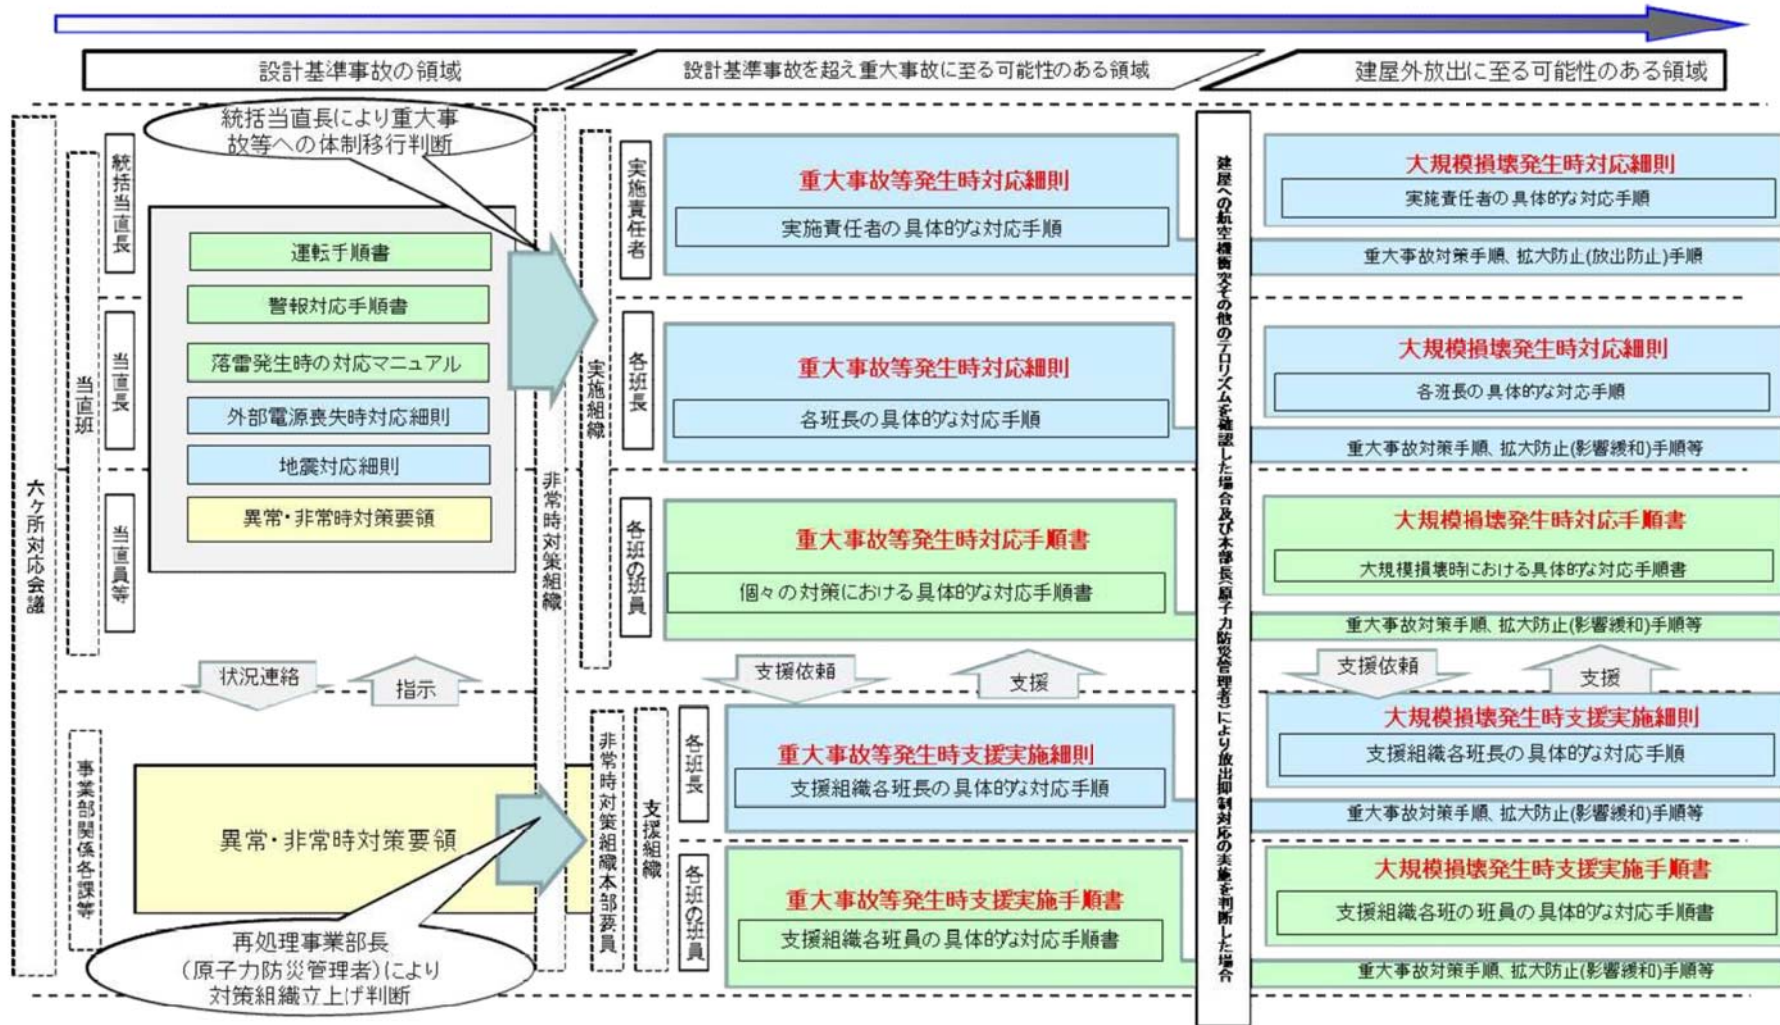 設計基準事故の領域
設計基準事故を超え重大事故に至る可能性のある領域
建屋外放出に至る可能性のある領域
統括当直長により重大事
故等への体制移行判断
六ケ所対応会議
当直班
統括当直長
当直長
当直員等
運転手順書
警報対応手順書
落雷発生時の対応マニュアル
外部電源喪失時対応細則
地震対応細則
異常・非常時対策要領
状況連絡
指示
事業部関係各課等
異常・非常時対策要領
再処理事業部長
(原子力防災管理者)により
対策組織立上げ判断
非常時対策組織
実施組織
実施責任者
各班長
各班の班員
重大事故等発生時対応細則
実施責任者の具体的な対応手順
重大事故等発生時対応細則
各班長の具体的な対応手順
重大事故等発生時対応手順書
個々の対策における具体的な対応手順書
支援依頼
支援
非常時対策組織本部要員
支援組織
各班長
各班の班員
重大事故等発生時支援実施細則
支援組織各班長の具体的な対応手順
重大事故等発生時支援実施手順書
支援組織各班員の具体的な対応手順書
建屋への航空機衝突その他のテロリズムを確認した場合及び本部長(原子力防災管理者)により放出抑制対応の実施を判断した場合
大規模損壊発生時対応細則
実施責任者の具体的な対応手順
重大事故対策手順、拡大防止(放出防止)手順
大規模損壊発生時対応細則
各班長の具体的な対応手順
重大事故対策手順、拡大防止(影響緩和)手順等
大規模損壊発生時対応手順書
大規模損壊時における具体的な対応手順書
重大事故対策手順、拡大防止(影響緩和)手順等
支援依頼
支援
大規模損壊発生時支援実施細則
支援組織各班長の具体的な対応手順
重大事故対策手順、拡大防止(影響緩和)手順等
大規模損壊発生時支援実施手順書
支援組織各班の班員の具体的な対応手順書
重大事故対策手順、拡大防止(影響緩和)手順等